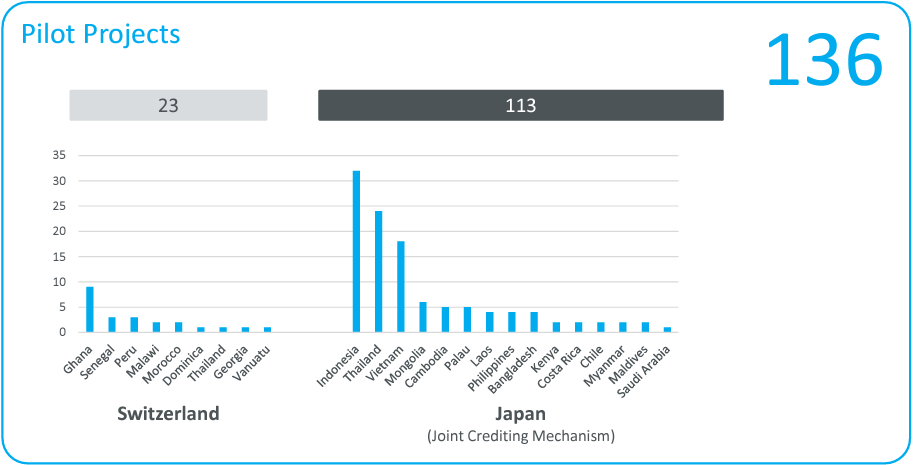 Pilot Projects
136
23
113
35
30
25
20
15
10
5
0
Ghana
Senegal
Peru
Malawi
Morocco
Dominica
Thailand
Georgia
Vanuatu
Indonesia
Thailand
Vietnam
Mongolia
Cambodia
Palau
Laos
Philippines
Bangladesh
Kenya
Costa Rica
Chile
Myanmar
Maldives
Saudi Arabia
Switzerland
Japan
(Joint Crediting Mechanism)